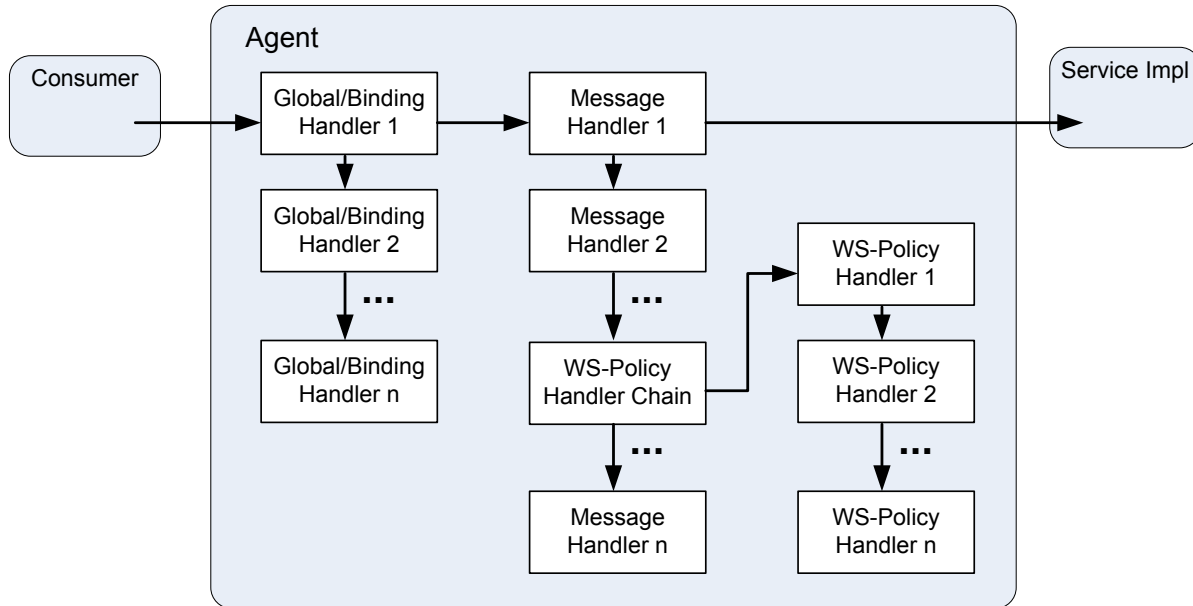 Agent
Consumer
Service Impl
Global/Binding
Handler 1
Message
Handler 1
Global/Binding
Handler 2
Message
Handler 2
WS-Policy
Handler 1
...
...
Global/Binding
Handler n
WS-Policy
Handler Chain
WS-Policy
Handler 2
...
...
Message
Handler n
WS-Policy
Handler n